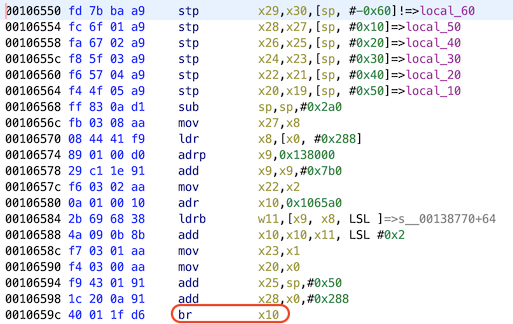 00106550 fd 7b ba a9 stp x29,x30,[sp, #-0x60]!=>local_60
00106554 fc 6f 01 a9 stp x28,x27,[sp, #0x10]=>local_50
00106558 fa 67 02 a9 stp x26,x25,[sp, #0x20]=>local_40
0010655c f8 5f 03 a9 stp x24,x23,[sp, #0x30]=>local_30
00106560 f6 57 04 a9 stp x22,x21,[sp, #0x40]=>local_20
00106564 f4 4f 05 a9 stp x20,x19,[sp, #0x50]=>local_10
00106568 ff 83 0a d1 sub sp,sp,#0x2a0
0010656c fb 03 08 aa mov x27,x8
00106570 08 44 41 f9 ldr x8,[x0, #0x288]
00106574 89 01 00 d0 adrp x9,0x138000
00106578 29 c1 1e 91 add x9,x9,#0x7b0
0010657c f6 03 02 aa mov x22,x2
00106580 0a 01 00 10 adr x10,0x1065a0
00106584 2b 69 68 38 ldrb w11,[x9, x8, LSL ]=>s__00138770+64
00106588 4a 09 0b 8b add x10,x10,x11, LSL #0x2
0010658c f7 03 01 aa mov x23,x1
00106590 f4 03 00 aa mov x20,x0
00106594 f9 43 01 91 add x25,sp,#0x50
00106598 1c 20 0a 91 add x28,x0,#0x288
0010659c 40 01 1f d6 br x10